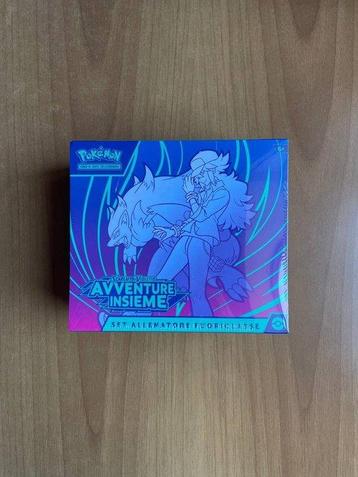 POKÉMON
AVVENTURE
INSIEME
SET ALLENATORE FUORICLASSE